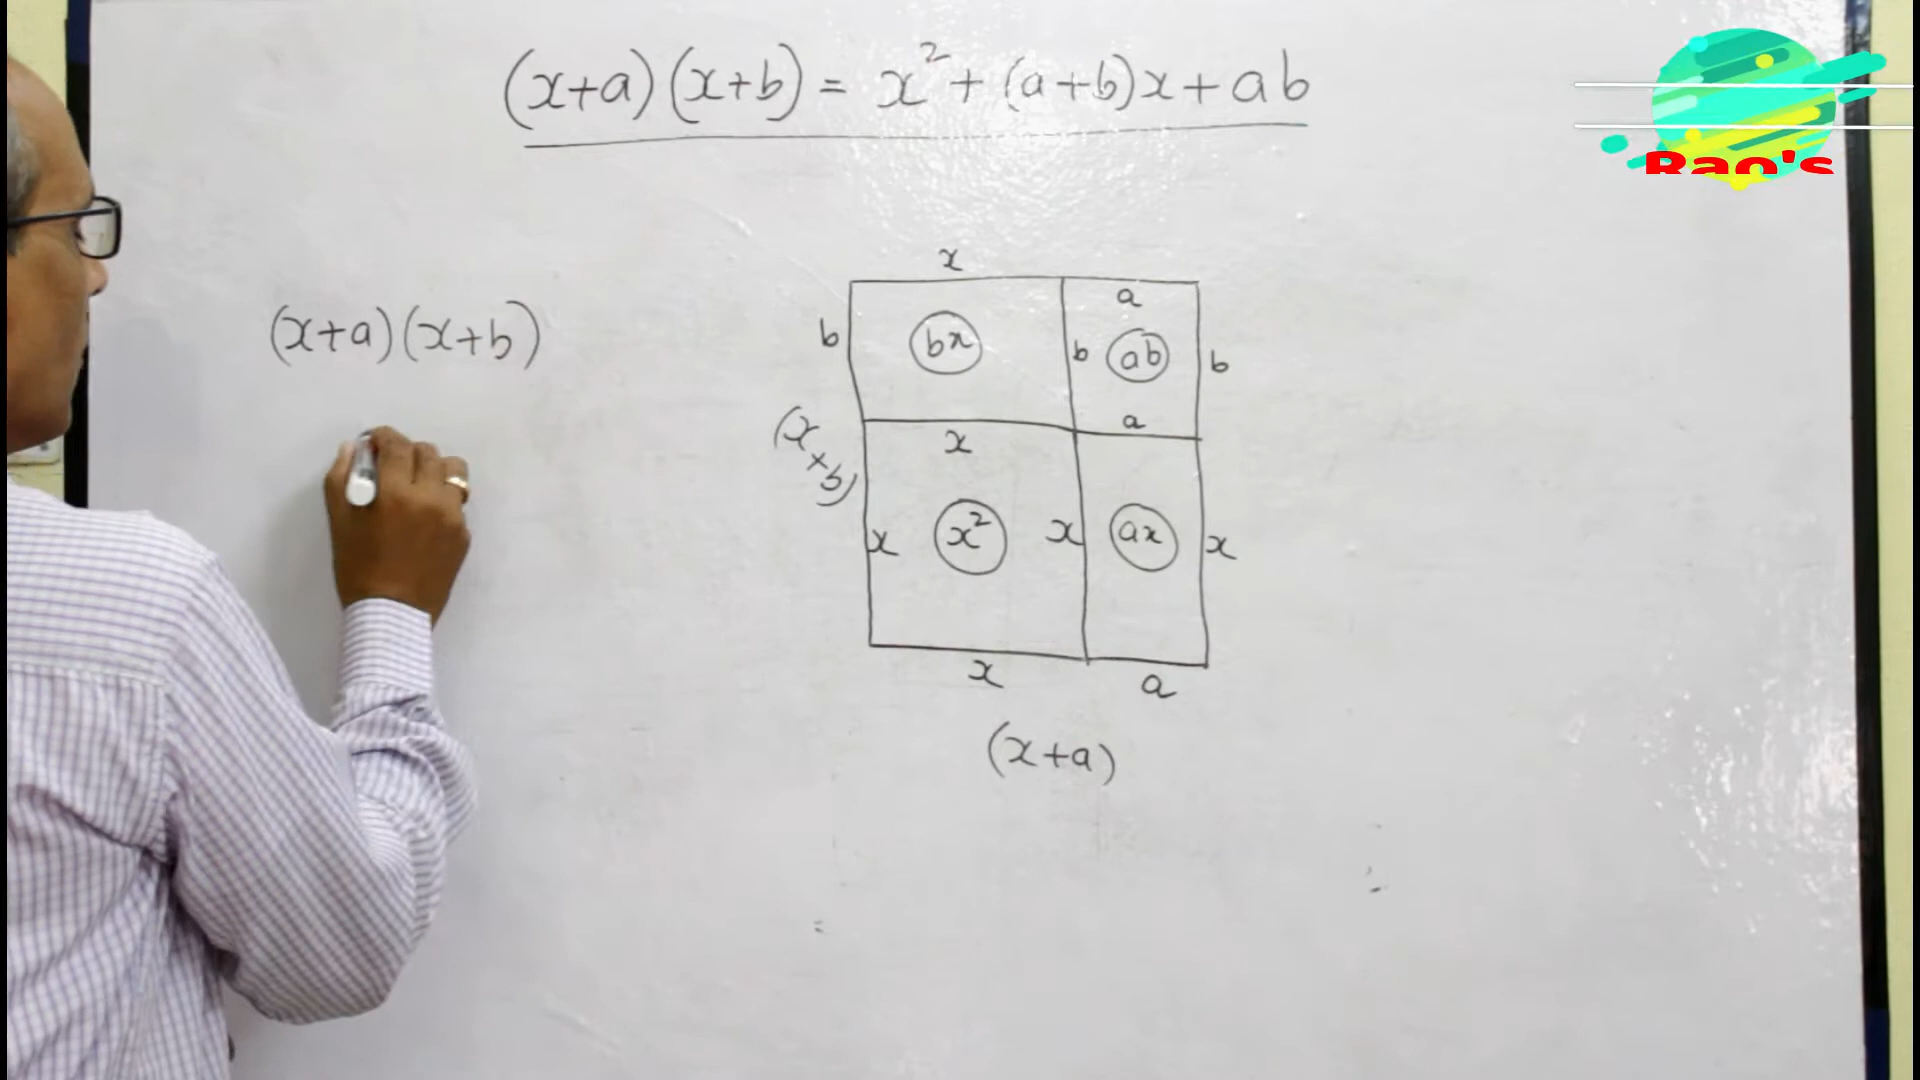 (x+a)(x+b) = x² + (a+b)x + ab
Rao's
x
a
(x+a)(x+b)
b
bx
b
ab
b
x
a
(x+b)
x
x²
x
ax
x
x
a
(x+a)